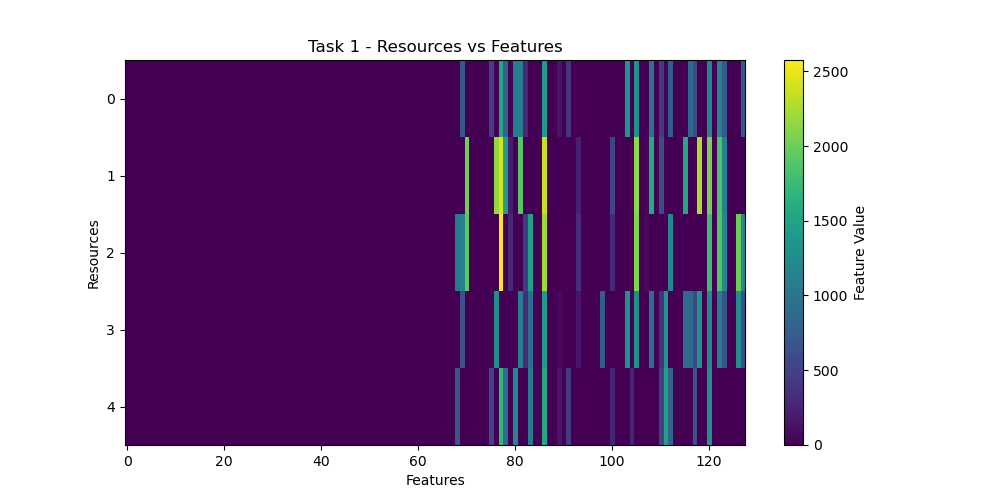 Task 1 - Resources vs Features
Resources
0
1
2
3
4
0 20 40 60 80 100 120
Features
2500
2000
1500
1000
500
0
Feature Value